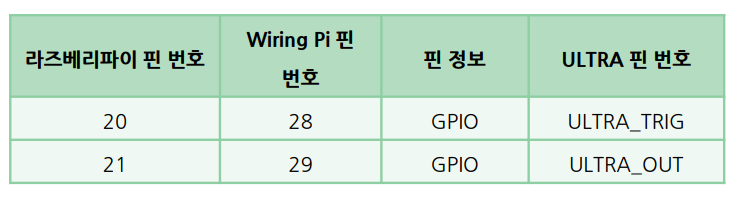 라즈베리파이 핀 번호 Wiring Pi 핀 번호 핀 정보 ULTRA 핀 번호
20 28 GPIO ULTRA_TRIG
21 29 GPIO ULTRA_OUT